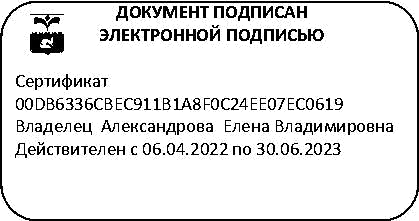 ДОКУМЕНТ ПОДПИСАН
ЭЛЕКТРОННОЙ ПОДПИСЬЮ
Сертификат
00DB6336CBEC911B1A8F0C24EE07EC0619
Владелец Александрова Елена Владимировна
Действителен с 06.04.2022 по 30.06.2023